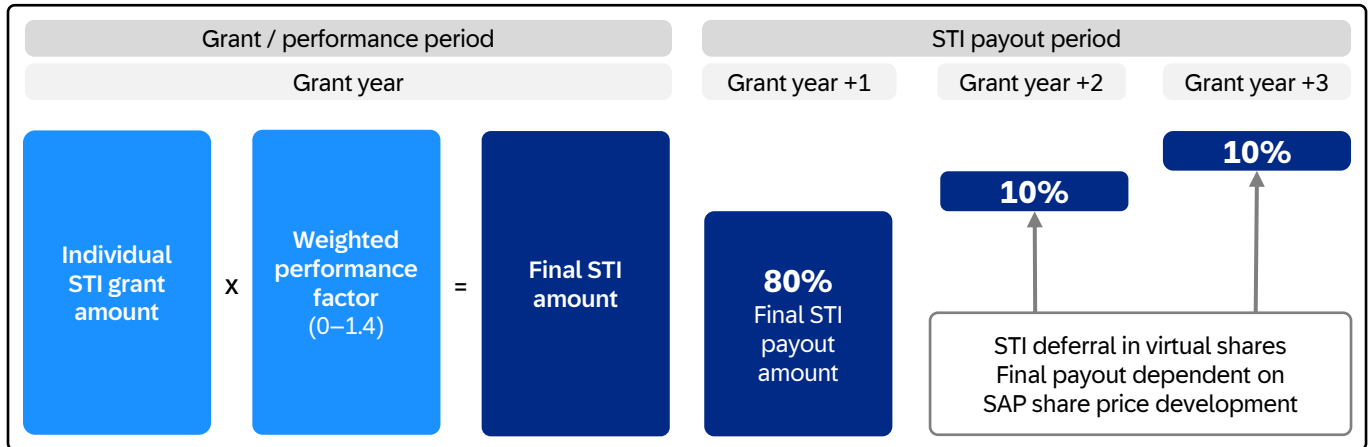 Grant / performance period
STI payout period
Grant year
Grant year +1
Grant year +2
Grant year +3
Individual
STI grant
amount
x
Weighted
performance
factor
(0–1.4)
=
Final STI
amount
80%
Final STI
payout
amount
10%
10%
STI deferral in virtual shares
Final payout dependent on
SAP share price development